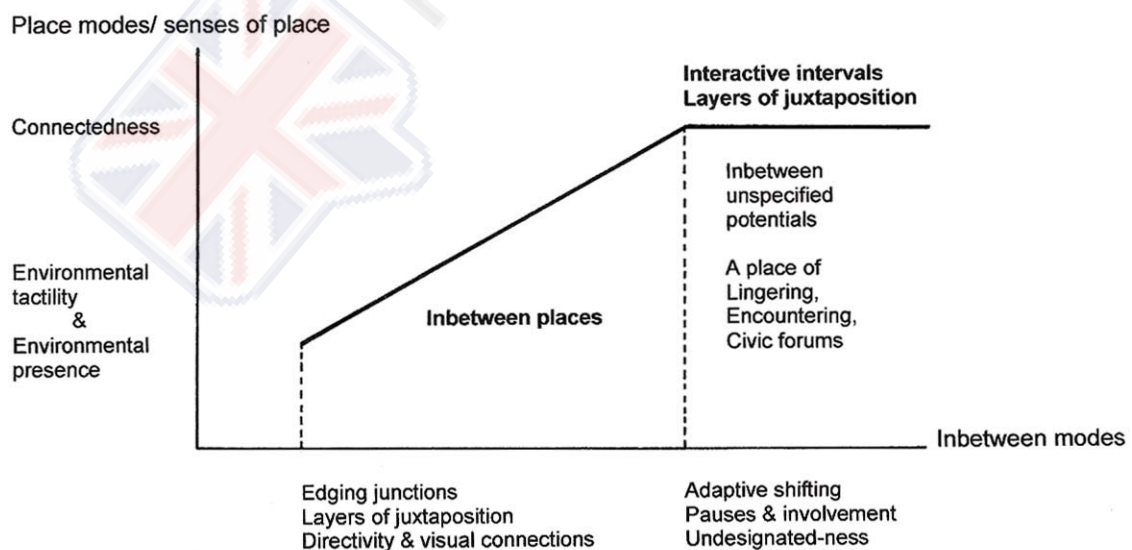 Place modes/ senses of place
Interactive intervals
Layers of juxtaposition
Connectedness
Inbetween
unspecified
potentials
Environmental
tactility
&
Environmental
presence
A place of
Lingering,
Encountering,
Civic forums
Inbetween places
Inbetween modes
Edging junctions
Layers of juxtaposition
Directivity & visual connections
Adaptive shifting
Pauses & involvement
Undesignated-ness